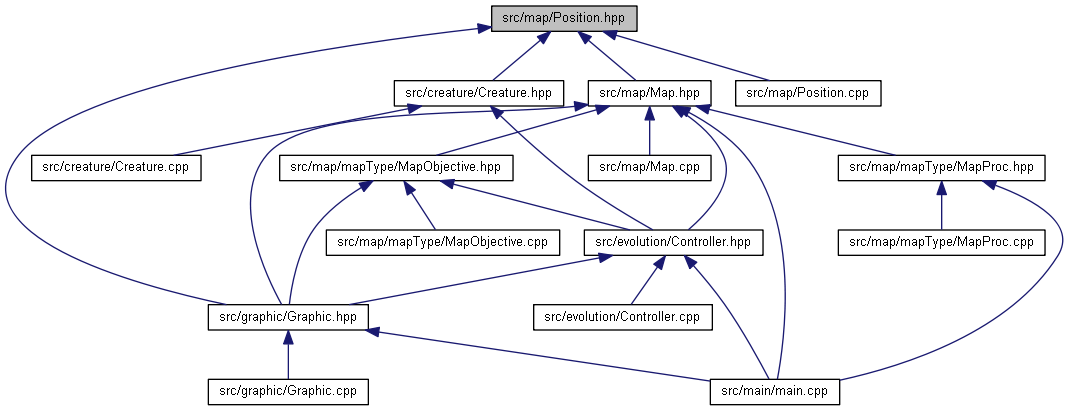 src/map/Position.hpp
src/creature/Creature.hpp
src/map/Map.hpp
src/map/Position.cpp
src/creature/Creature.cpp
src/map/mapType/MapObjective.hpp
src/map/Map.cpp
src/map/mapType/MapProc.hpp
src/map/mapType/MapObjective.cpp
src/evolution/Controller.hpp
src/map/mapType/MapProc.cpp
src/graphic/Graphic.hpp
src/evolution/Controller.cpp
src/graphic/Graphic.cpp
src/main/main.cpp